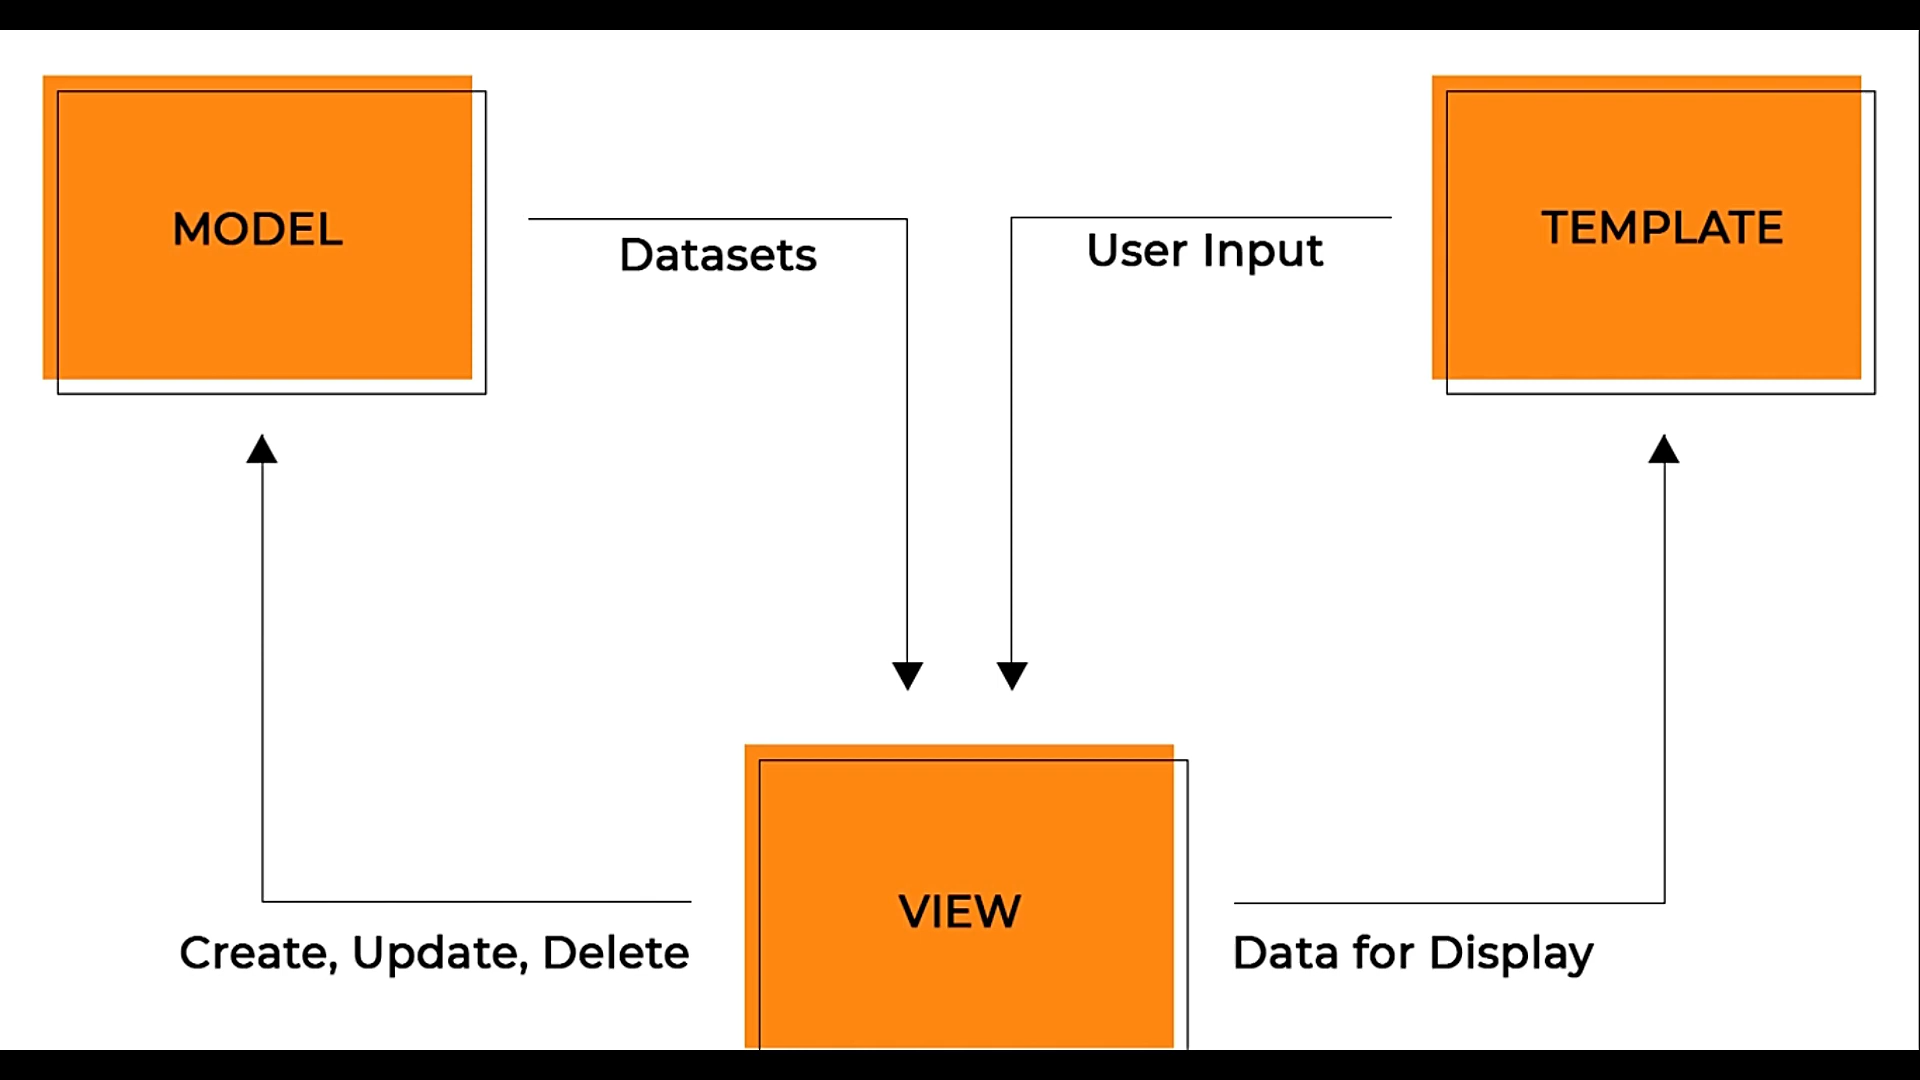 MODEL
TEMPLATE
Datasets
User Input
VIEW
Create, Update, Delete
Data for Display